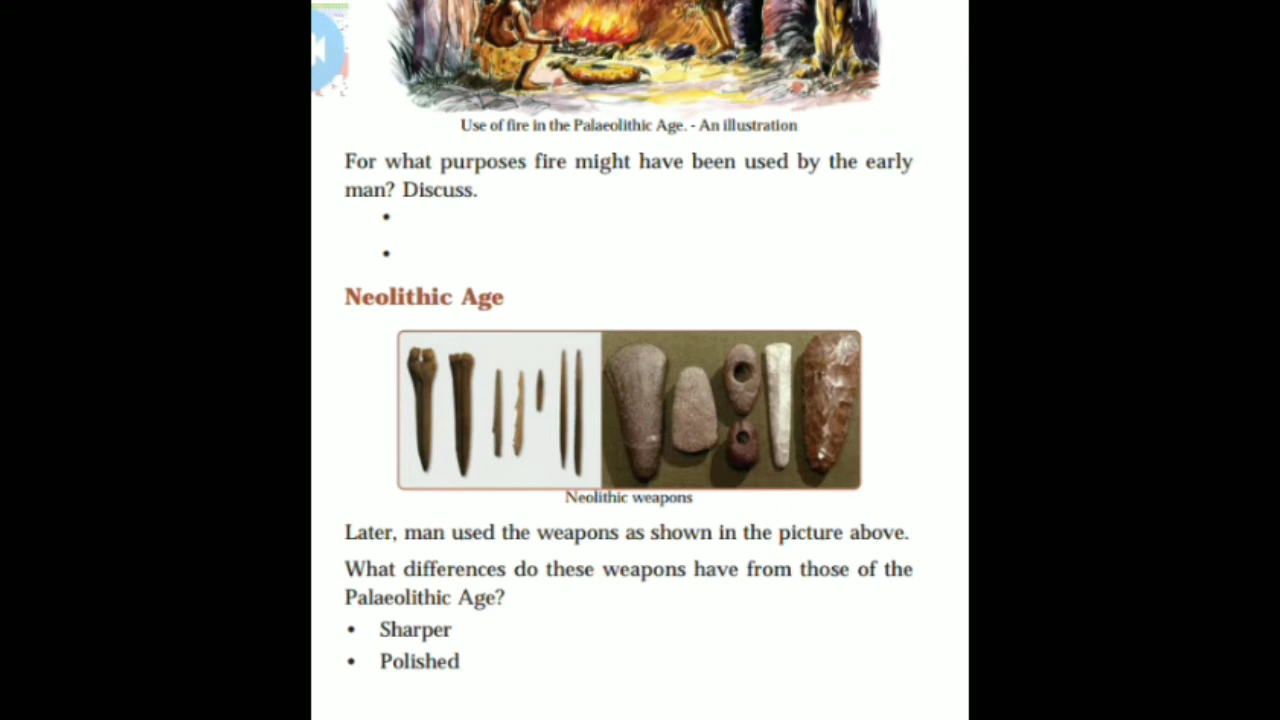 Use of fire in the Palaeolithic Age. - An illustration
For what purposes fire might have been used by the early
man? Discuss.
•
•
Neolithic Age
Neolithic weapons
Later, man used the weapons as shown in the picture above.
What differences do these weapons have from those of the
Palaeolithic Age?
• Sharper
• Polished